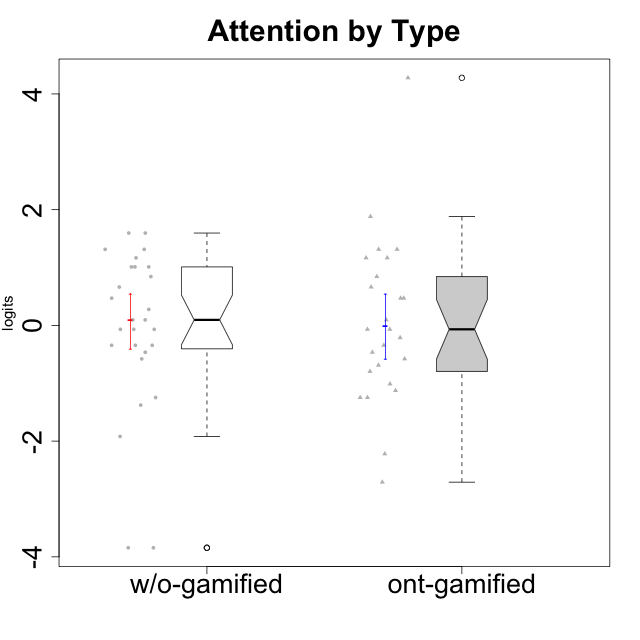 Attention by Type
logits
4
2
0
-2
-4
w/o-gamified
ont-gamified